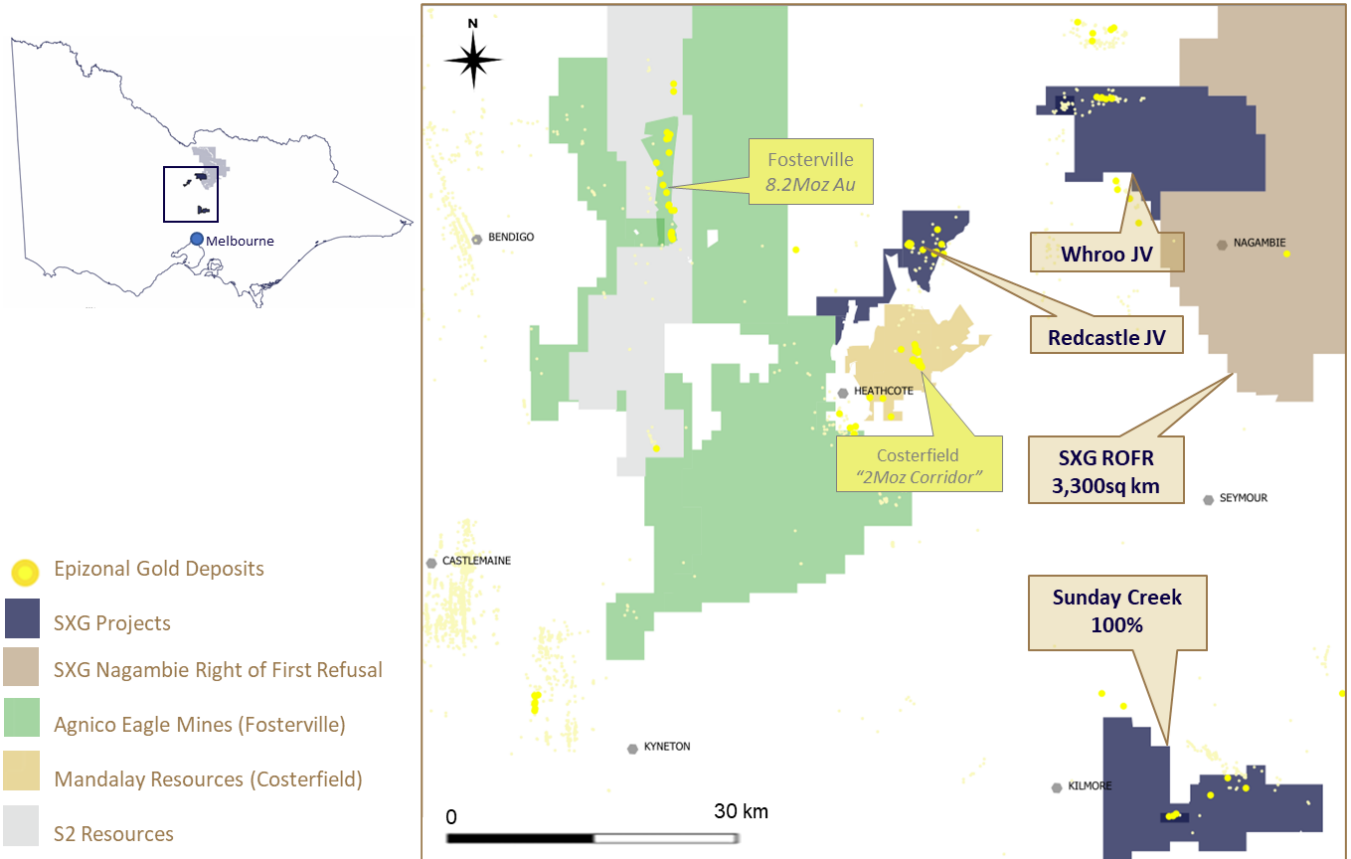 Melbourne
Epizonal Gold Deposits
SXG Projects
SXG Nagambie Right of First Refusal
Agnico Eagle Mines (Fosterville)
Mandalay Resources (Costerfield)
S2 Resources
N
Fosterville
8.2Moz Au
BENDIGO
Whroo JV
NAGAMBIE
Redcastle JV
HEATHCOTE
Costerfield
“2Moz Corridor”
SXG ROFR
3,300sq km
SEYMOUR
CASTLEMAINE
Sunday Creek
100%
KYNETON
KILMORE
0
30 km